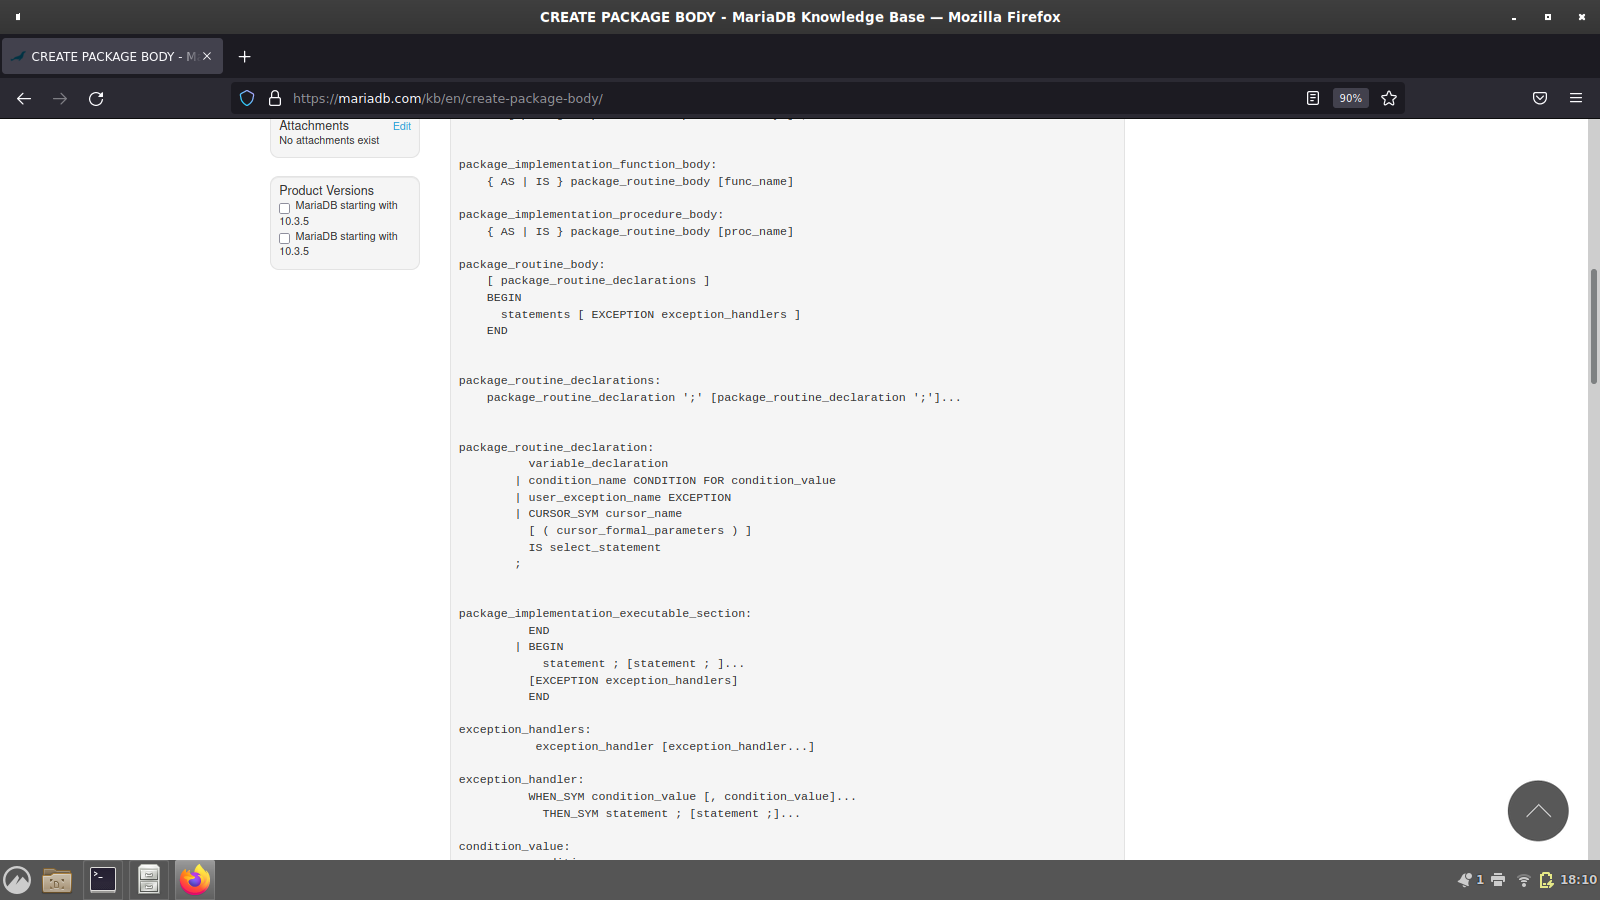 CREATE PACKAGE BODY - MariaDB Knowledge Base — Mozilla Firefox
CREATE PACKAGE BODY - M
https://mariadb.com/kb/en/create-package-body/
90%
Attachments Edit
No attachments exist
Product Versions
MariaDB starting with
10.3.5
MariaDB starting with
10.3.5
package_implementation_function_body:
{ AS | IS } package_routine_body [func_name]
package_implementation_procedure_body:
{ AS | IS } package_routine_body [proc_name]
package_routine_body:
[ package_routine_declarations ]
BEGIN
statements [ EXCEPTION exception_handlers ]
END
package_routine_declarations:
package_routine_declaration ';' [package_routine_declaration ';']...
package_routine_declaration:
variable_declaration
| condition_name CONDITION FOR condition_value
| user_exception_name EXCEPTION
| CURSOR_SYM cursor_name
[ ( cursor_formal_parameters ) ]
IS select_statement
;
package_implementation_executable_section:
END
| BEGIN
statement ; [statement ; ]...
[EXCEPTION exception_handlers]
END
exception_handlers:
exception_handler [exception_handler...]
exception_handler:
WHEN_SYM condition_value [, condition_value]...
THEN_SYM statement ; [statement ;]...
condition_value:
1
18:10